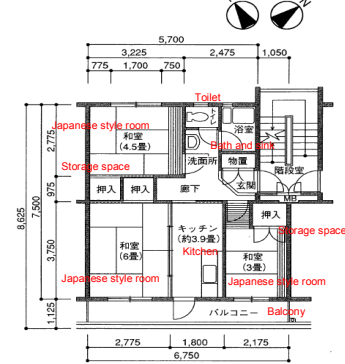 N
5,700
3,225 2,475 1,050
775 1,700 750
Toilet
トイレ
Japanese style room
和室
(4.5畳)
浴室
Bath and sink
洗面所
物置
階段室
Storage space
押入 押入
廊下
玄関
MB
押入
Storage space
キッチン
(約3.9畳)
Kitchen
和室
(6畳)
Japanese style room
和室
(3畳)
Japanese style room
バルコニー
Balcony
2,775
975
3,750
1,125
7,500
8,625
2,775 1,800 2,175
6,750